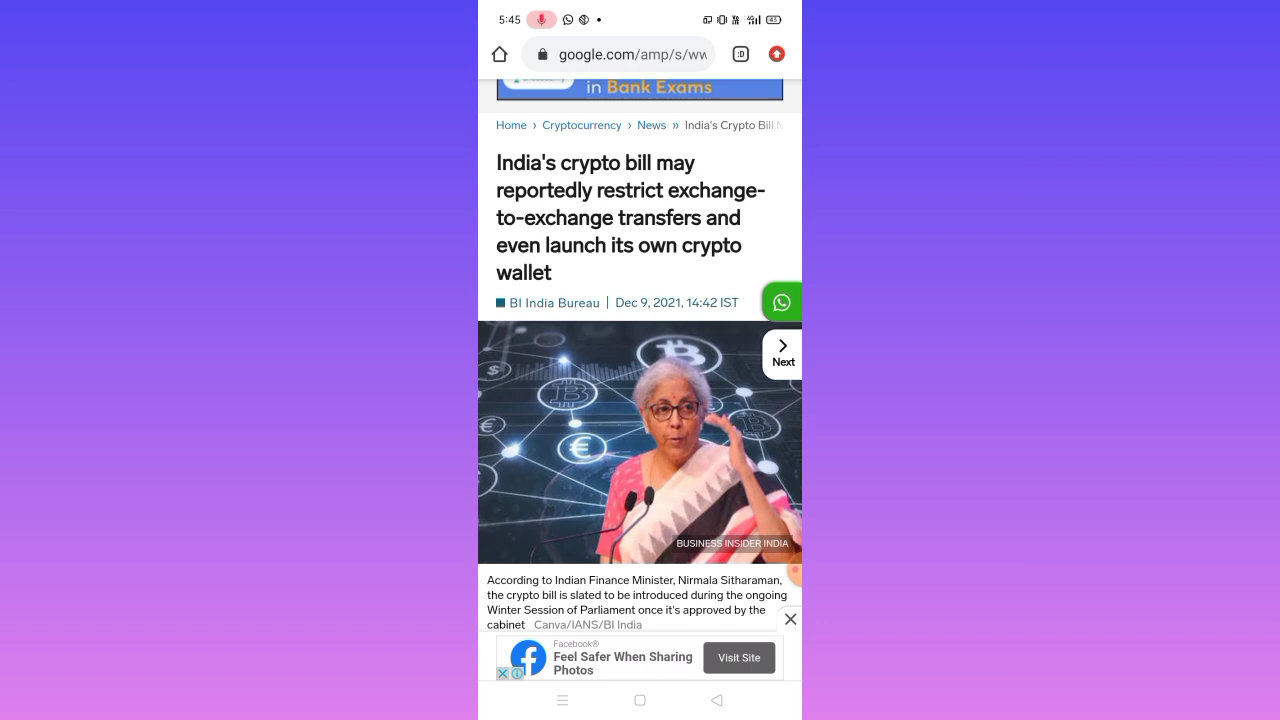 5:45
43
google.com/amp/s/ww
:D
in Bank Exams
Home › Cryptocurrency › News » India's Crypto Bill
India's crypto bill may
reportedly restrict exchange-
to-exchange transfers and
even launch its own crypto
wallet
BI India Bureau | Dec 9, 2021, 14:42 IST
Next
BUSINESS INSIDER INDIA
According to Indian Finance Minister, Nirmala Sitharaman,
the crypto bill is slated to be introduced during the ongoing
Winter Session of Parliament once it's approved by the
cabinet Canva/IANS/BI India
Facebook®
Feel Safer When Sharing
Photos
Visit Site